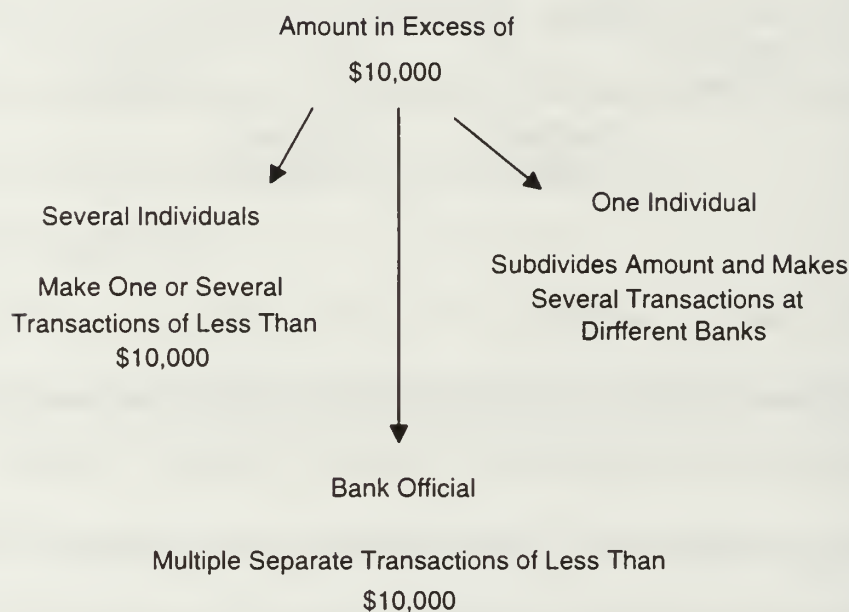 Amount in Excess of
$10,000
Several Individuals
Make One or Several
Transactions of Less Than
$10,000
One Individual
Subdivides Amount and Makes
Several Transactions at
Dirfferent Banks
Bank Official
Multiple Separate Transactions of Less Than
$10,000